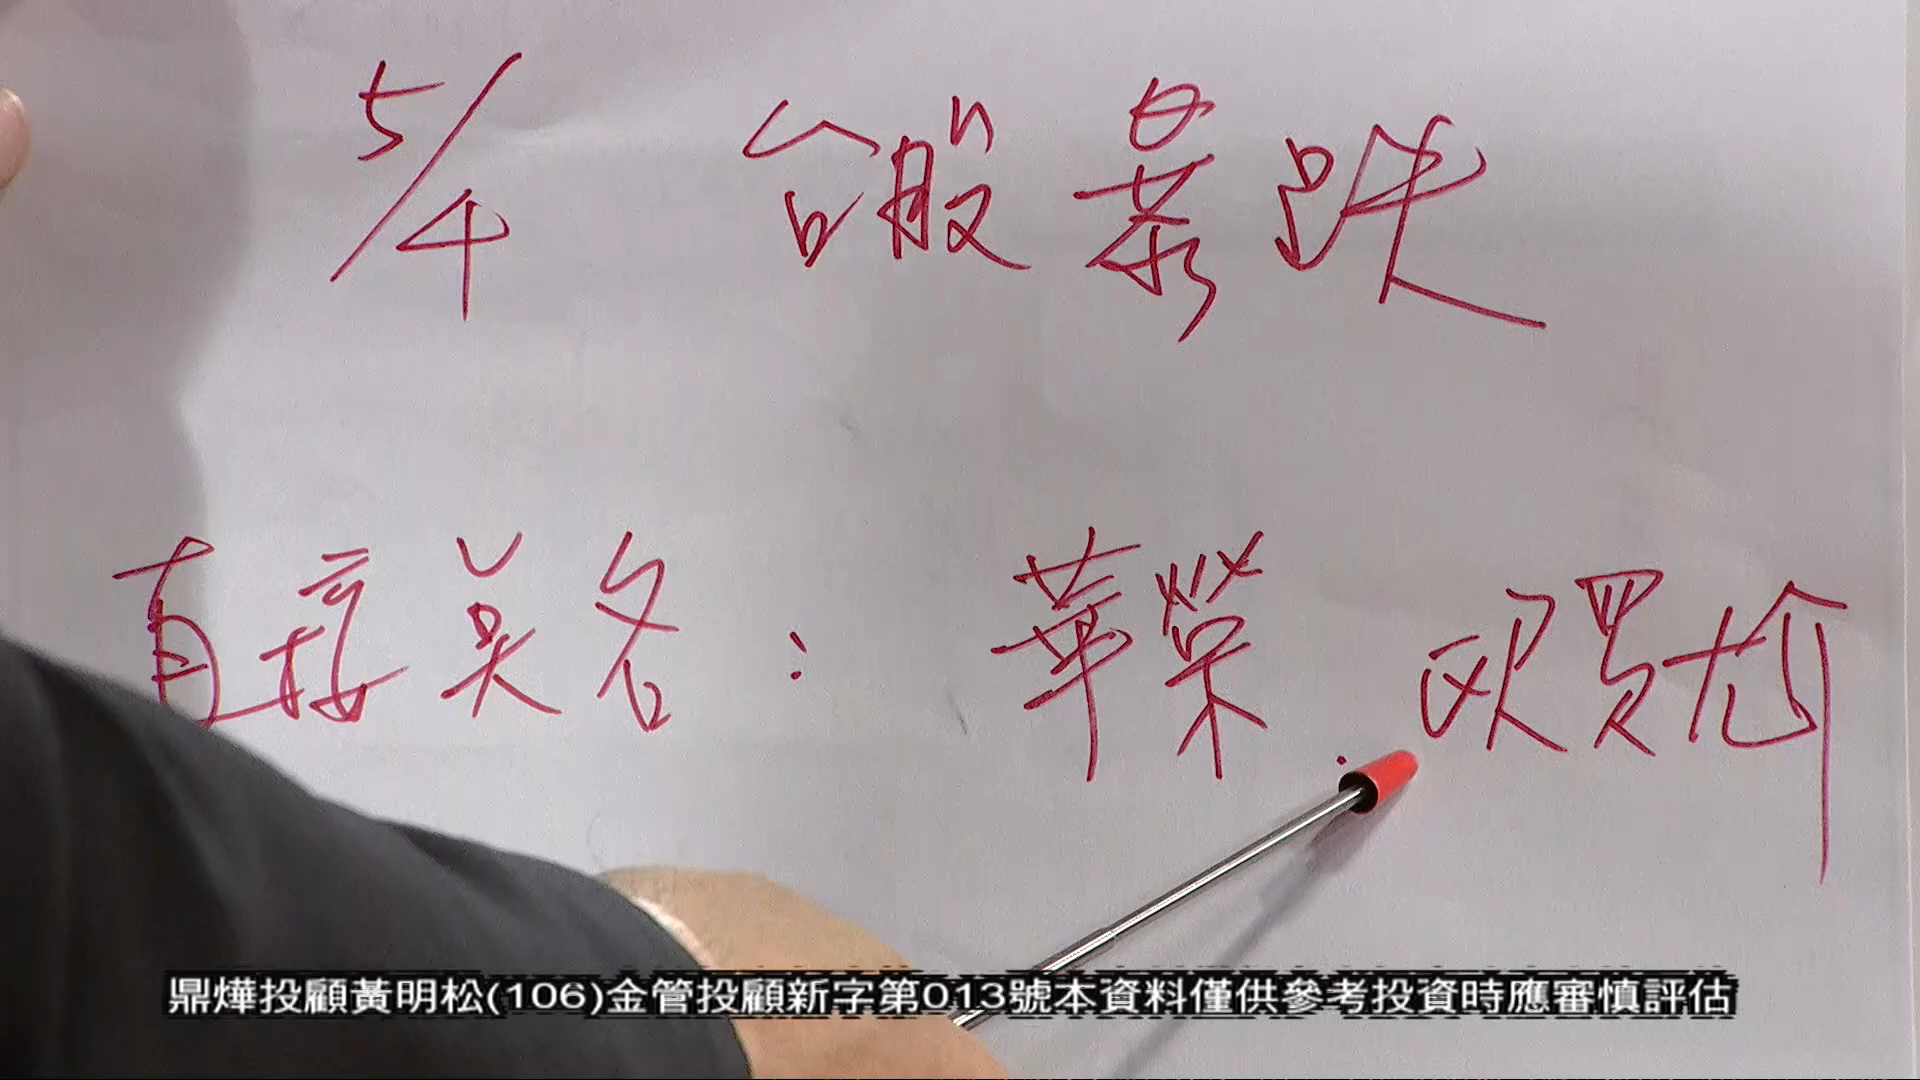 5/4 台股暴跌
直接點名：華榮、歐買尬
鼎燁投顧黃明松(106)金管投顧新字第013號本資料僅供參考投資時應審慎評估